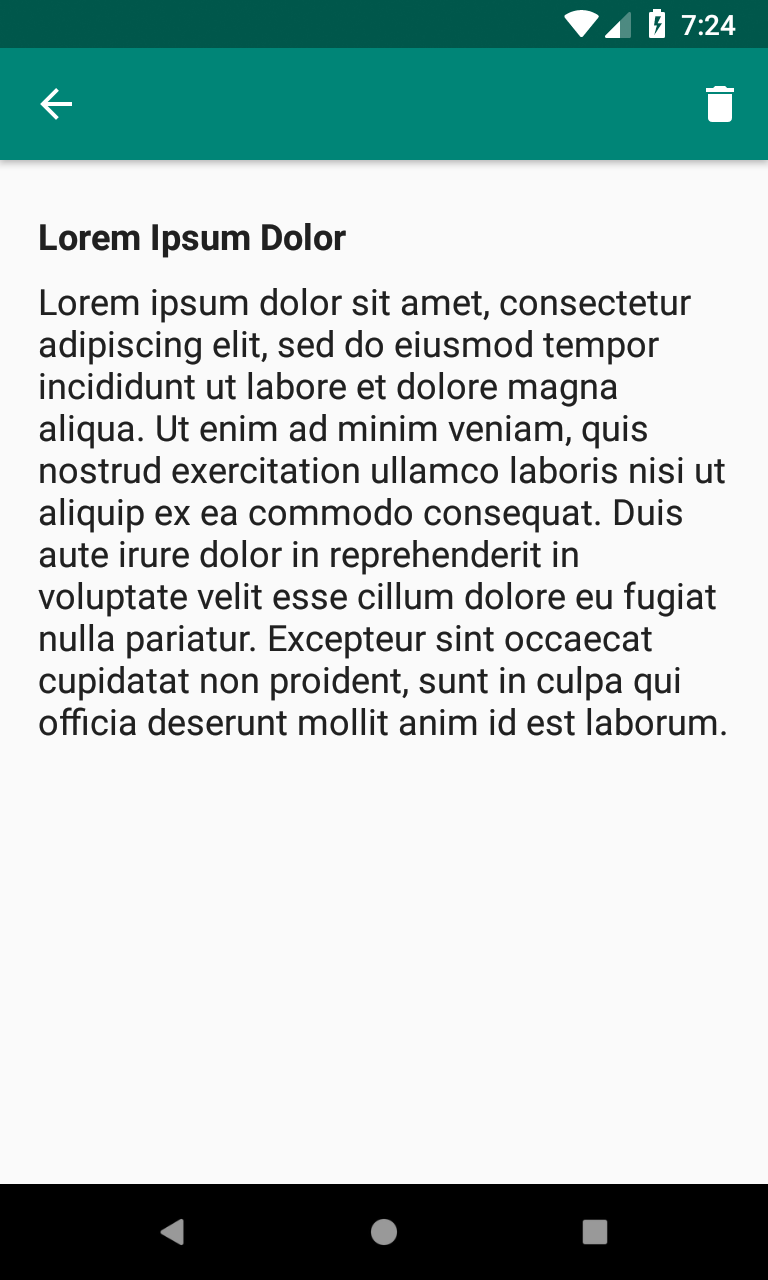 7:24
Lorem Ipsum Dolor
Lorem ipsum dolor sit amet, consectetur
adipiscing elit, sed do eiusmod tempor
incididunt ut labore et dolore magna
aliqua. Ut enim ad minim veniam, quis
nostrud exercitation ullamco laboris nisi ut
aliquip ex ea commodo consequat. Duis
aute irure dolor in reprehenderit in
voluptate velit esse cillum dolore eu fugiat
nulla pariatur. Excepteur sint occaecat
cupidatat non proident, sunt in culpa qui
officia deserunt mollit anim id est laborum.